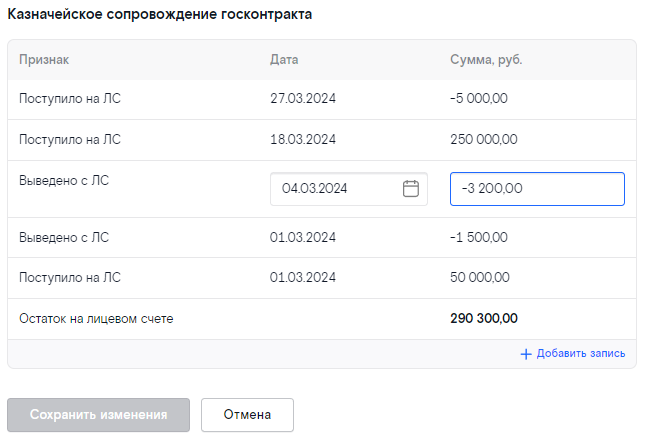 Казначейское сопровождение госконтракта
Признак Дата Сумма, руб.
Поступило на ЛС 27.03.2024 -5 000,00
Поступило на ЛС 18.03.2024 250 000,00
Выведено с ЛС 04.03.2024 -3 200,00
Выведено с ЛС 01.03.2024 -1 500,00
Поступило на ЛС 01.03.2024 50 000,00
Остаток на лицевом счете 290 300,00
+ Добавить запись
Сохранить изменения Отмена